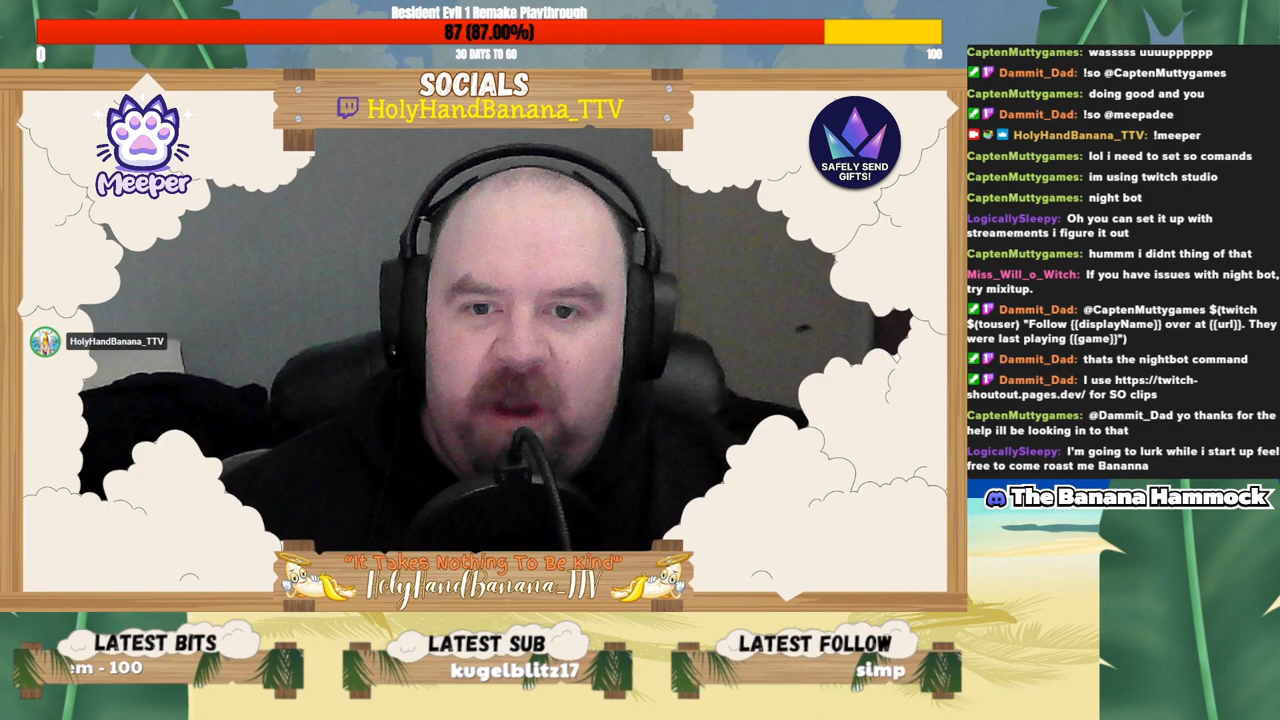 Resident Evil 1 Remake Playthrough
87 (87.00%)
0
30 DAYS TO GO
100
SOCIALS
HolyHandBanana_TTV
Meeper
SAFELY SEND
GIFTS!
HolyHandBanana_TTV
"It Takes Nothing To Be Kind"
HolyHandBanana_TTV
LATEST BITS
em - 100
LATEST SUB
kugelblitz17
LATEST FOLLOW
simp
CaptenMuttygames: wasssss uuuupppppp
Dammit_Dad: !so @CaptenMuttygames
CaptenMuttygames: doing good and you
Dammit_Dad: !so @meepadee
HolyHandBanana_TTV: !meeper
CaptenMuttygames: lol i need to set so comands
CaptenMuttygames: im using twitch studio
CaptenMuttygames: night bot
LogicallySleepy: Oh you can set it up with
streamements i figure it out
CaptenMuttygames: hummm i didnt thing of that
Miss_Will_o_Witch: If you have issues with night bot,
try mixitup.
Dammit_Dad: @CaptenMuttygames $(twitch
$(touser) "Follow {{displayName}} over at {{url}}. They
were last playing {{game}}")
Dammit_Dad: thats the nightbot command
Dammit_Dad: I use https://twitch-
shoutout.pages.dev/ for SO clips
CaptenMuttygames: @Dammit_Dad yo thanks for the
help ill be looking in to that
LogicallySleepy: I'm going to lurk while i start up feel
free to come roast me Bananna
The Banana Hammock